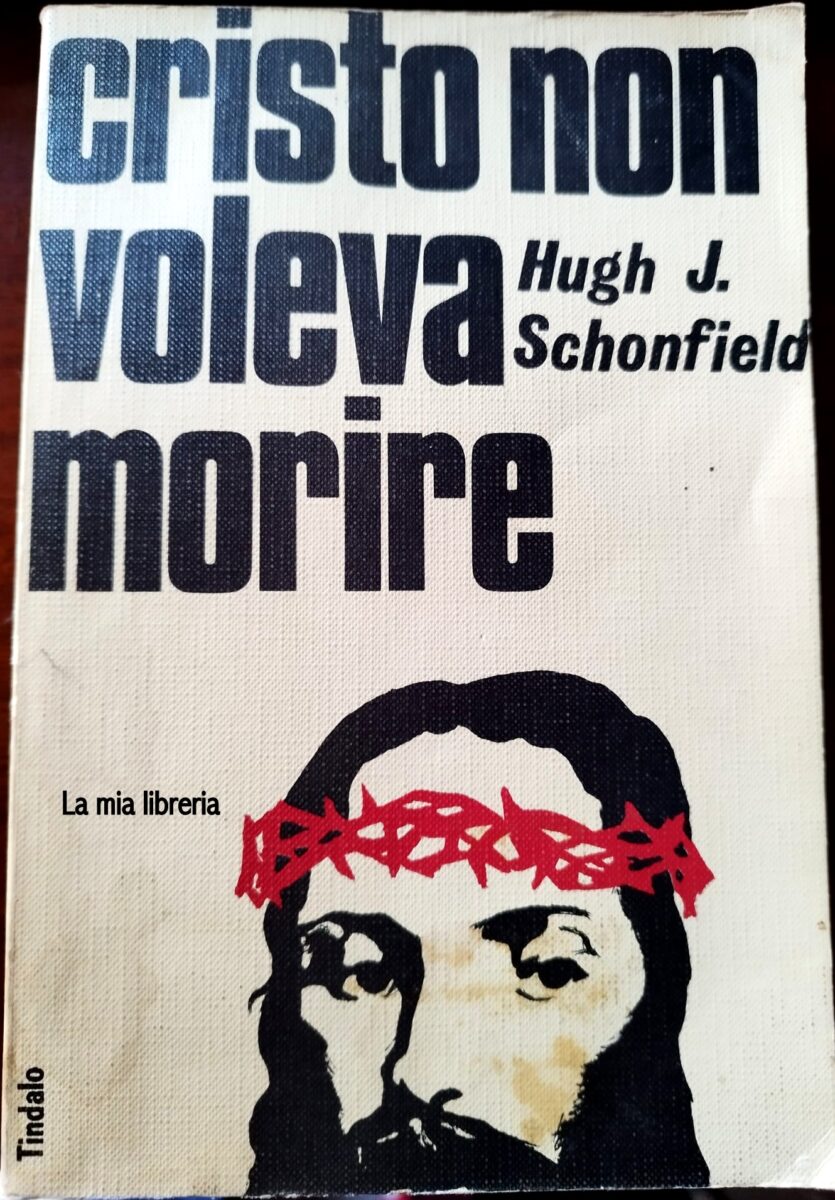 cristo non
voleva
Hugh J.
Schonfield
morire
La mia libreria
Tindalo